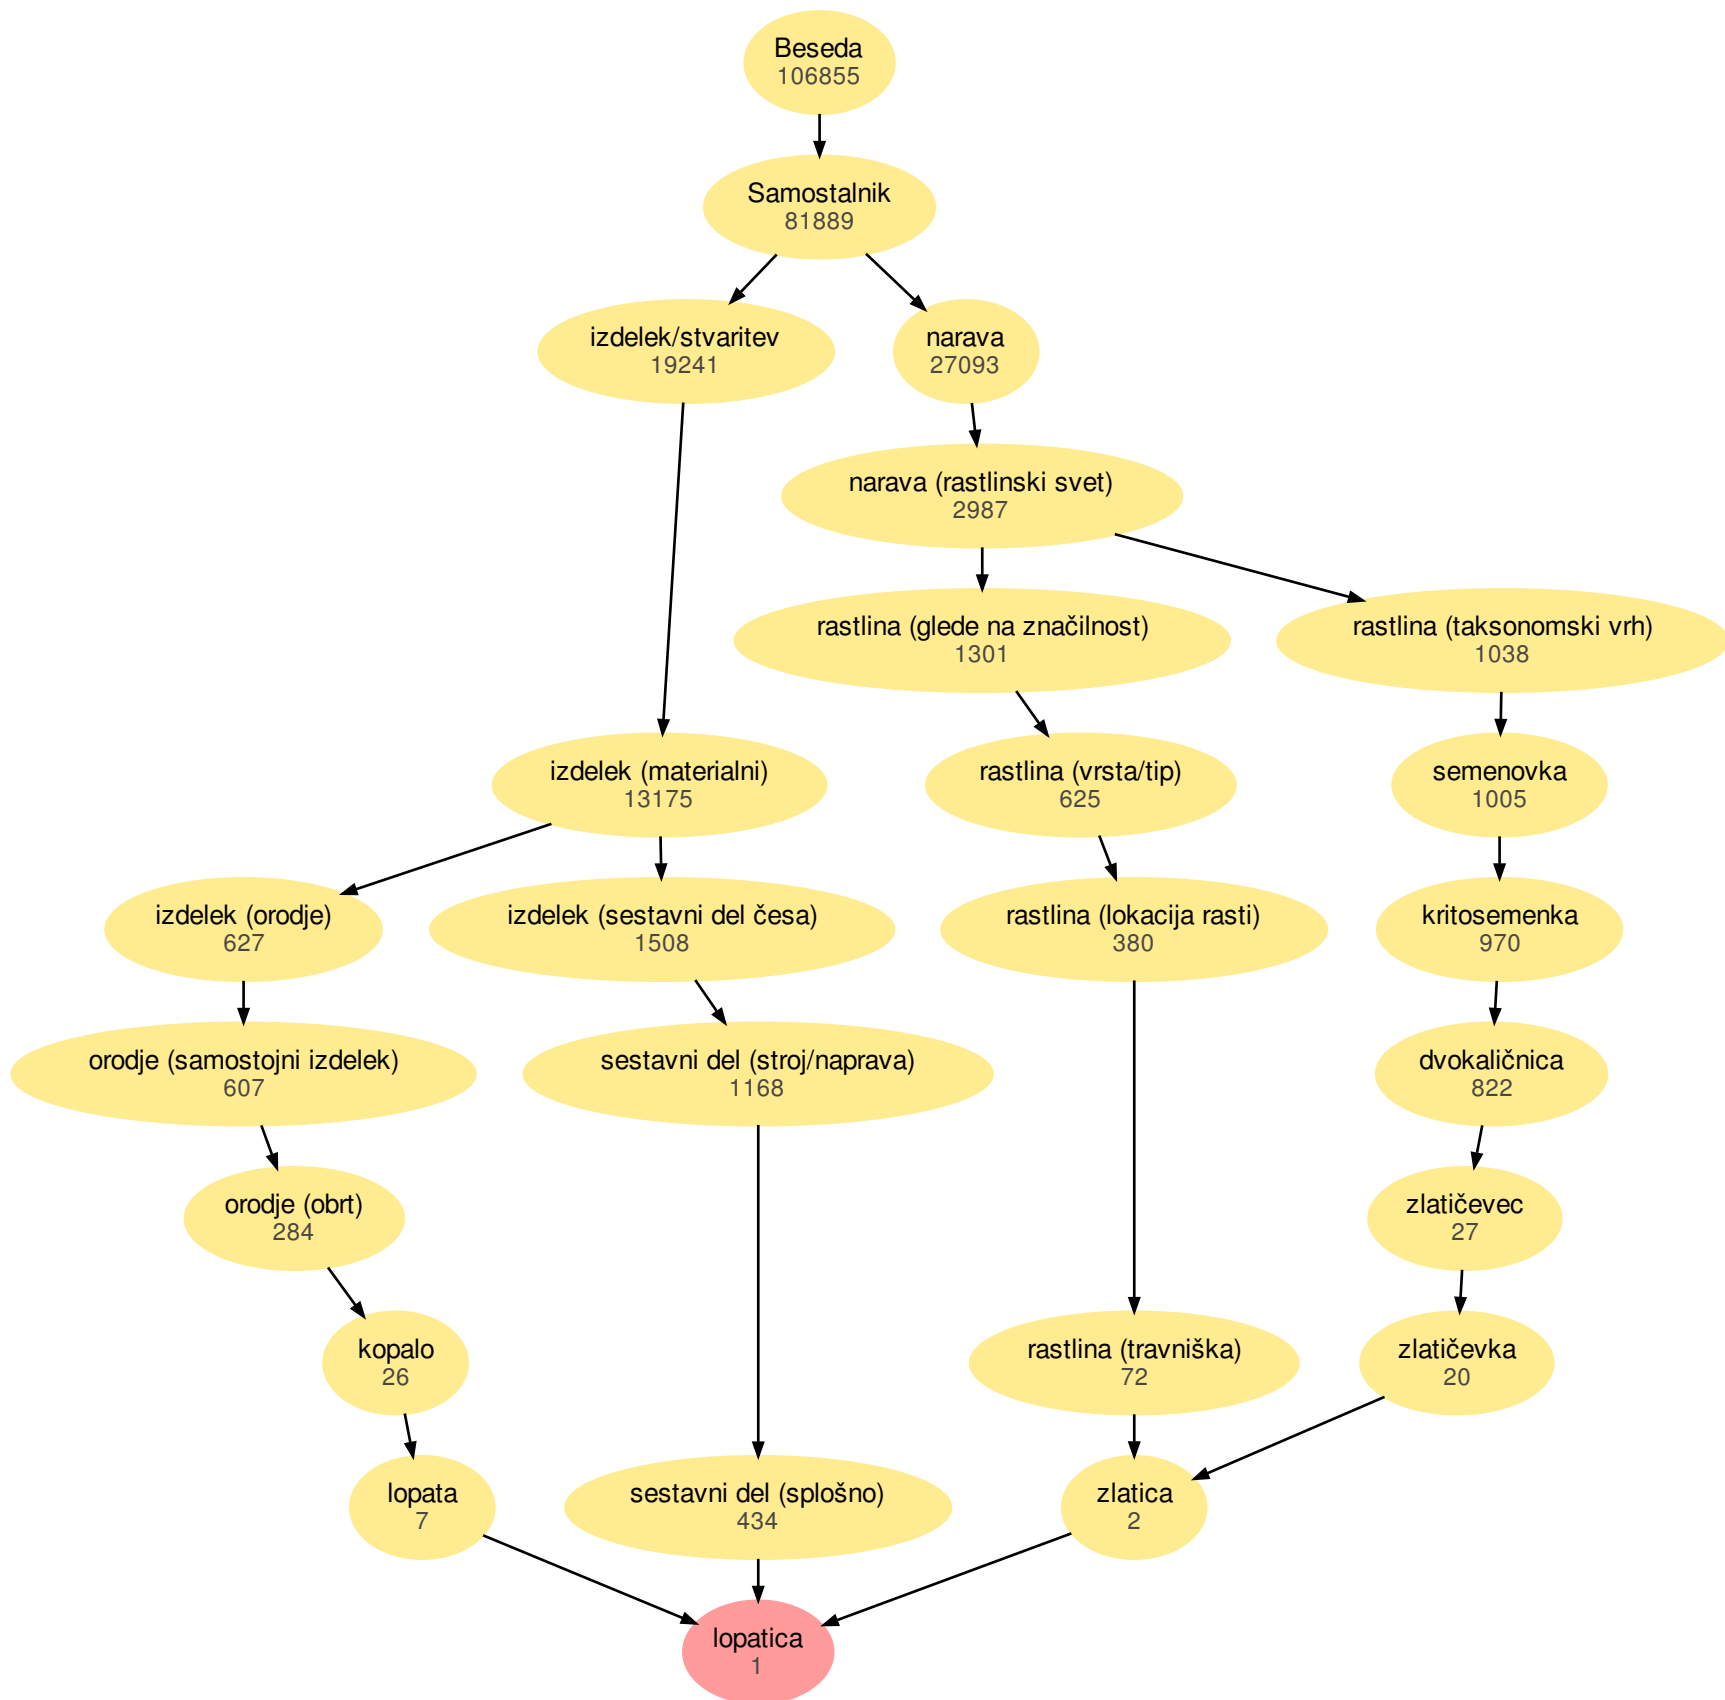 Beseda
106855
Samostalnik
81889
izdelek/stvaritev
19241
narava
27093
narava (rastlinski svet)
2987
rastlina (glede na značilnost)
1301
rastlina (taksonomski vrh)
1038
izdelek (materialni)
13175
rastlina (vrsta/tip)
625
semenovka
1005
izdelek (orodje)
627
izdelek (sestavni del česa)
1508
rastlina (lokacija rasti)
380
kritosemenka
970
orodje (samostojni izdelek)
607
sestavni del (stroj/naprava)
1168
dvokaličnica
822
orodje (obrt)
284
zlatičevec
27
kopalo
26
rastlina (travniška)
72
zlatičevka
20
lopata
7
sestavni del (splošno)
434
zlatica
2
lopatica
1